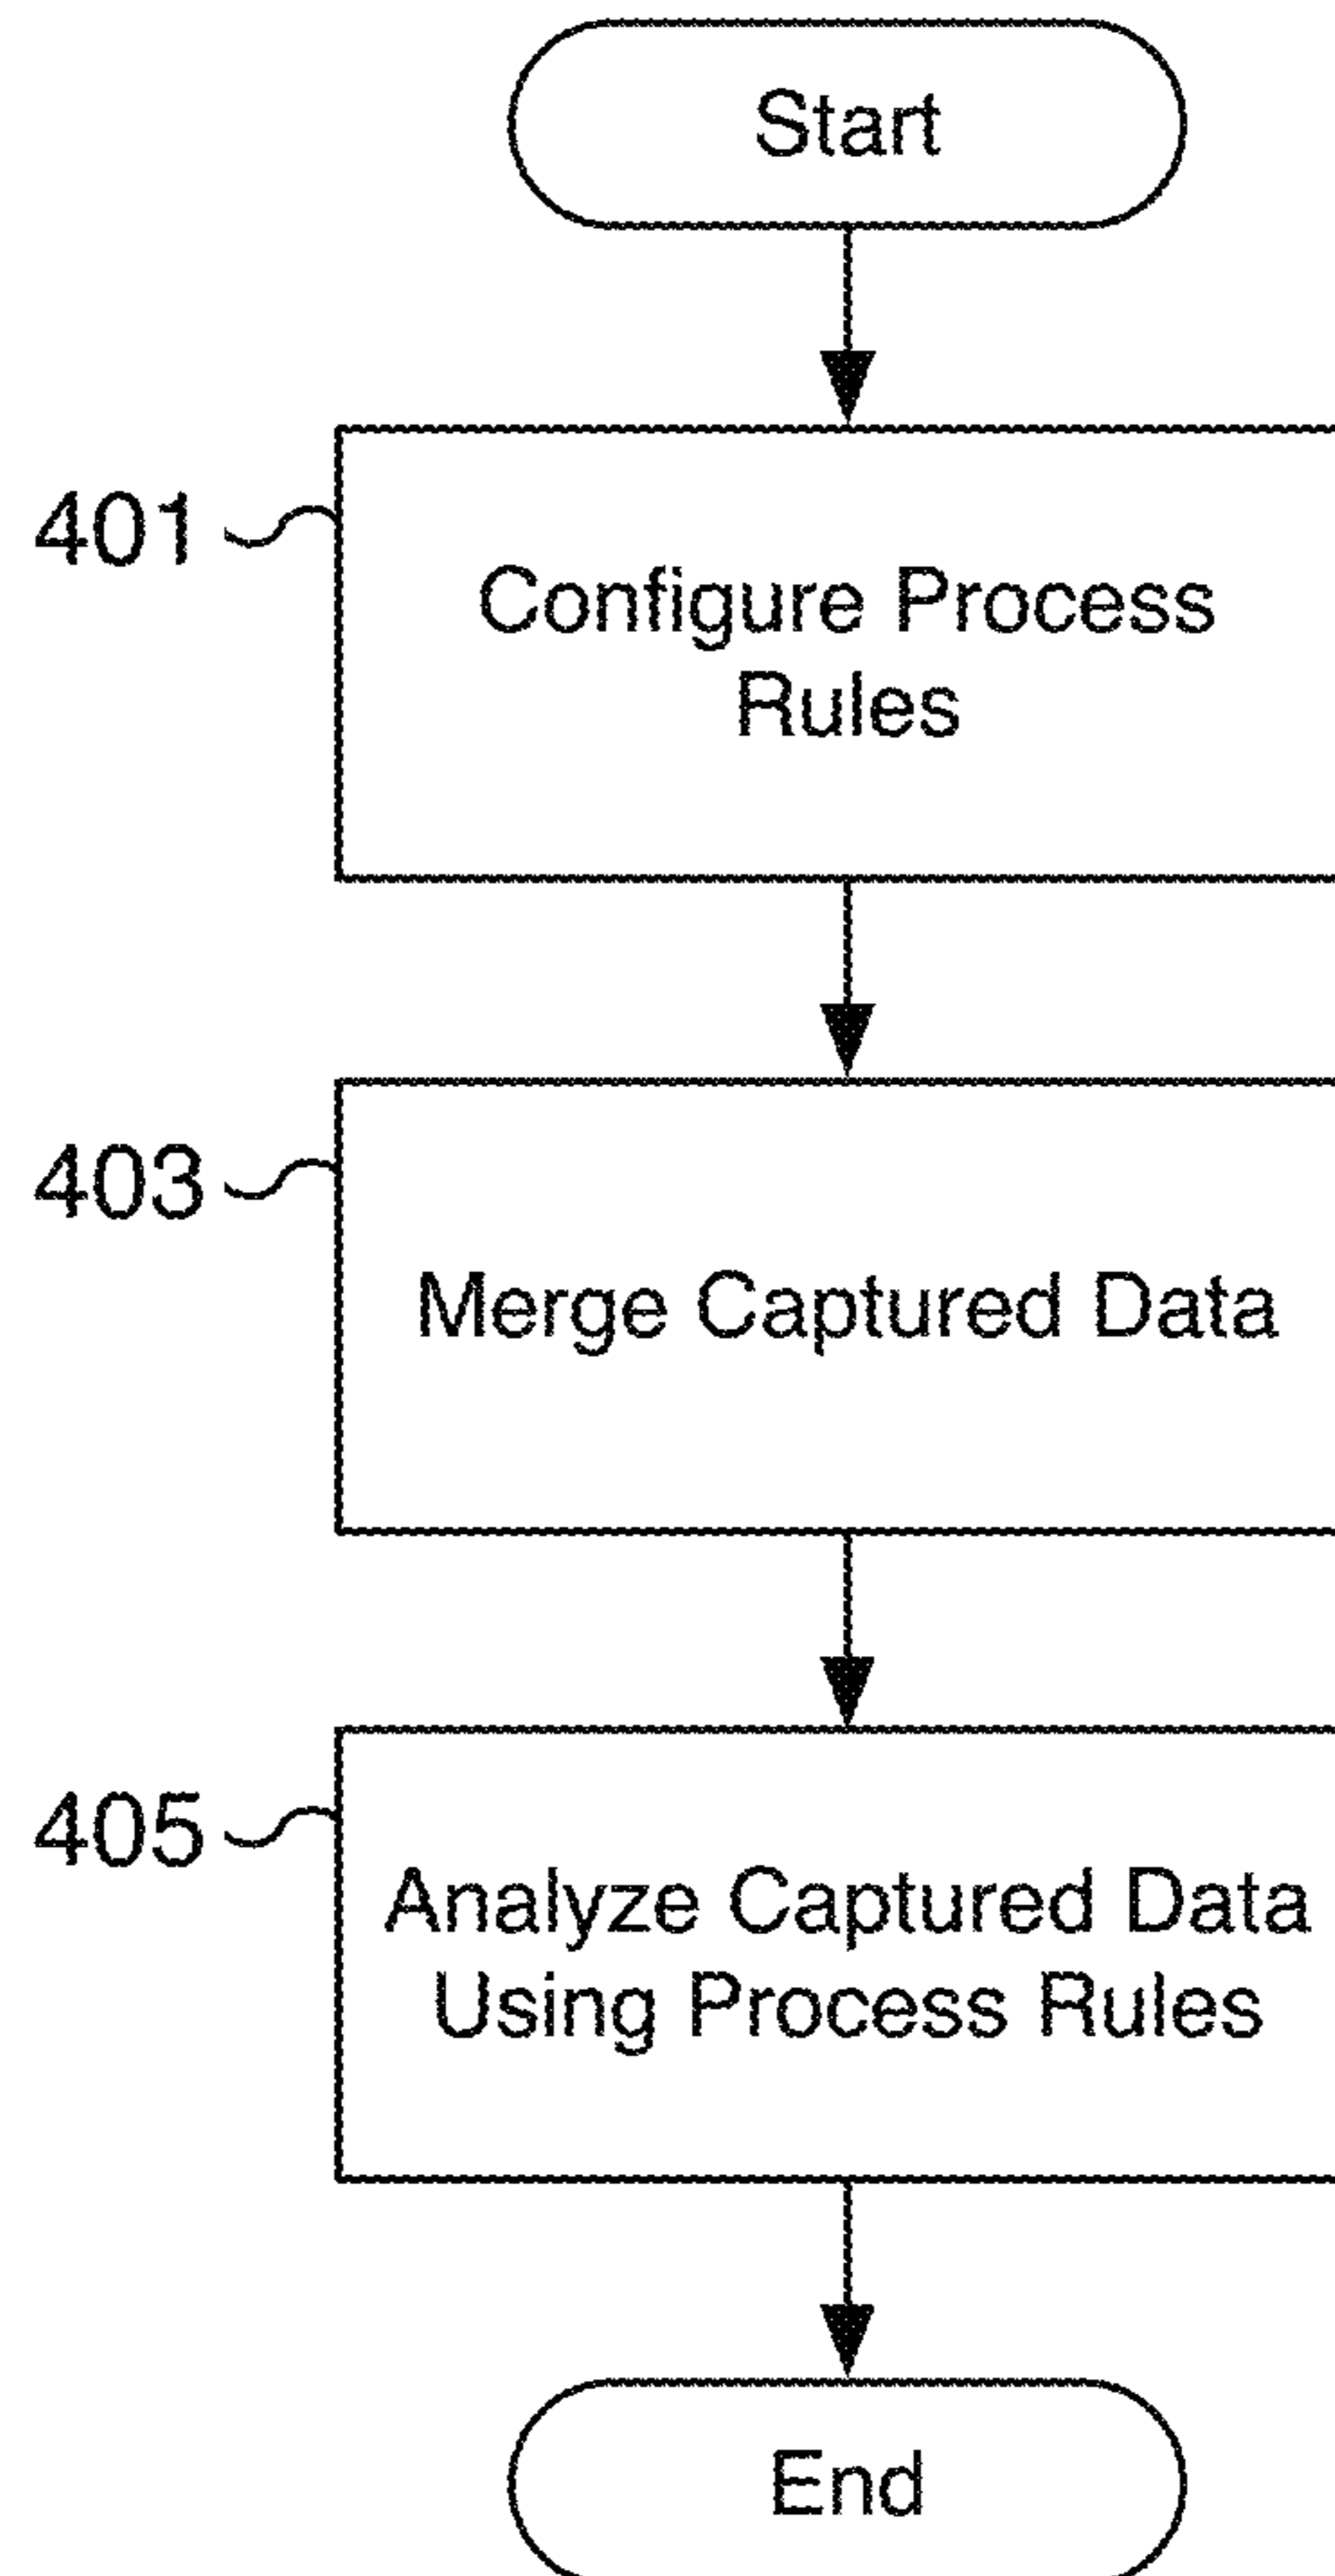 Start
401
Configure Process
Rules
403
Merge Captured Data
405
Analyze Captured Data
Using Process Rules
End